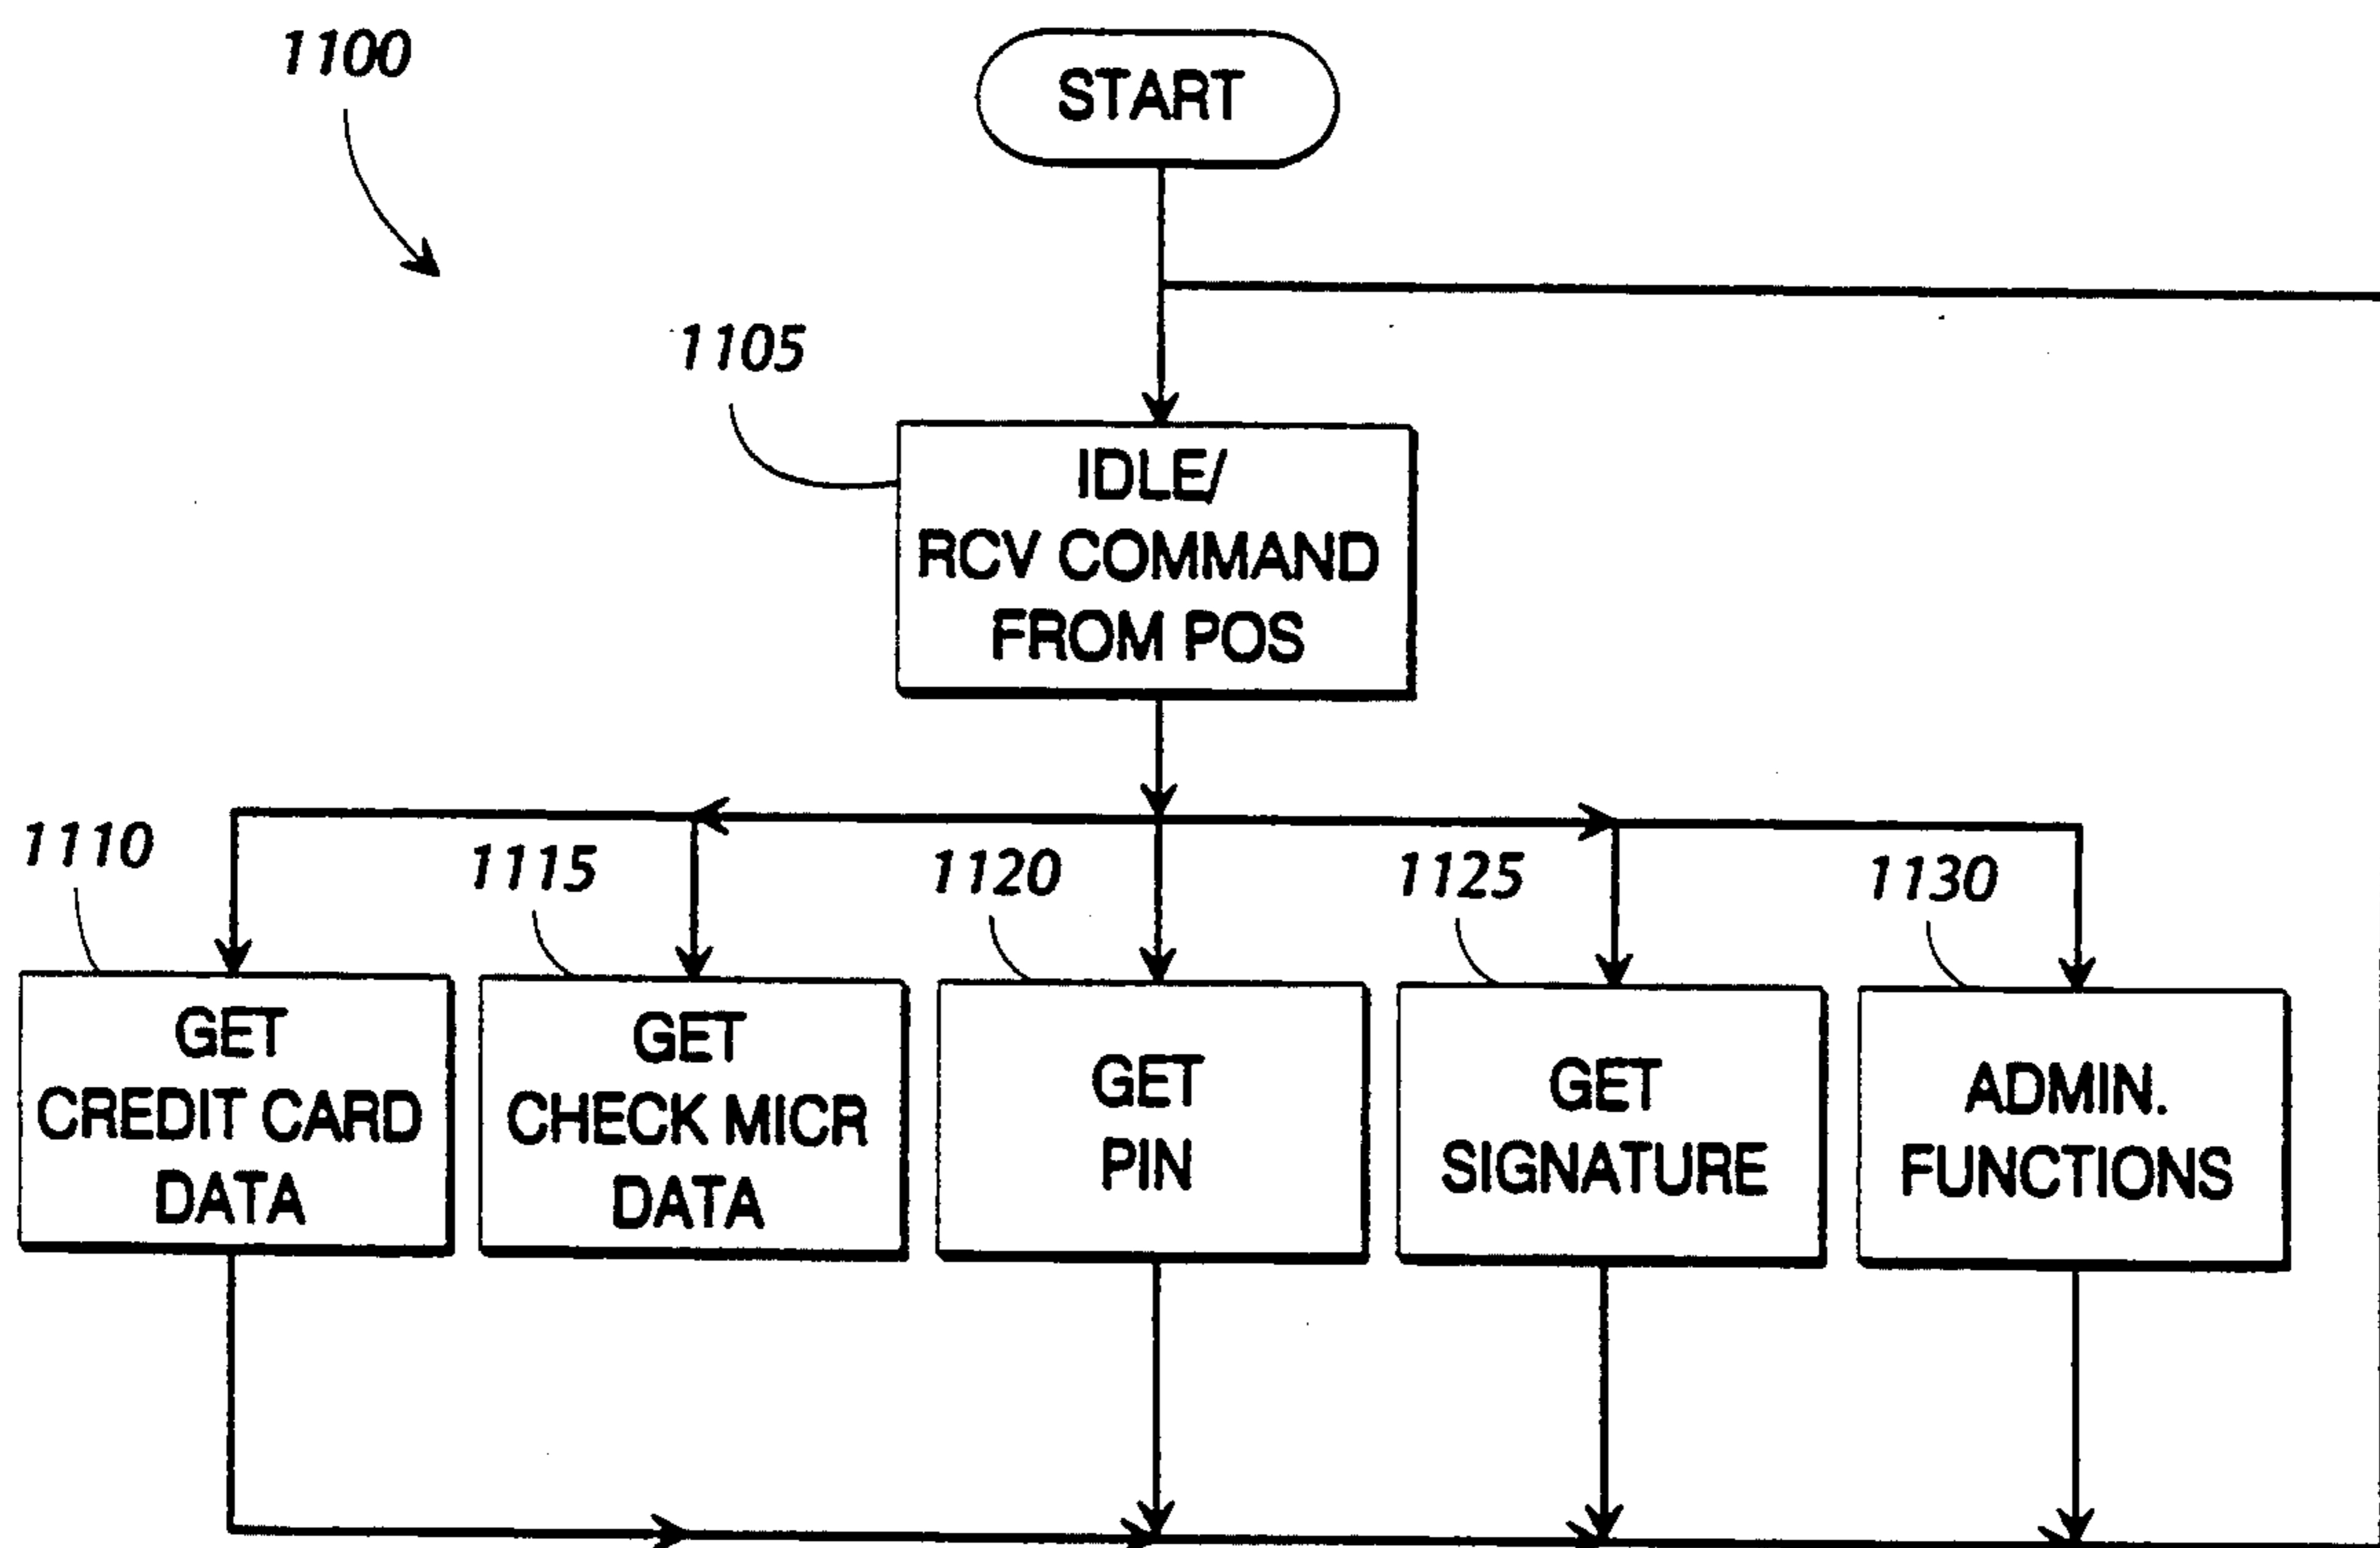 1100
START
1105
IDLE/
RCV COMMAND
FROM POS
1110
1115
1120
1125
1130
GET
CREDIT CARD
DATA
GET
CHECK MICR
DATA
GET
PIN
GET
SIGNATURE
ADMIN.
FUNCTIONS